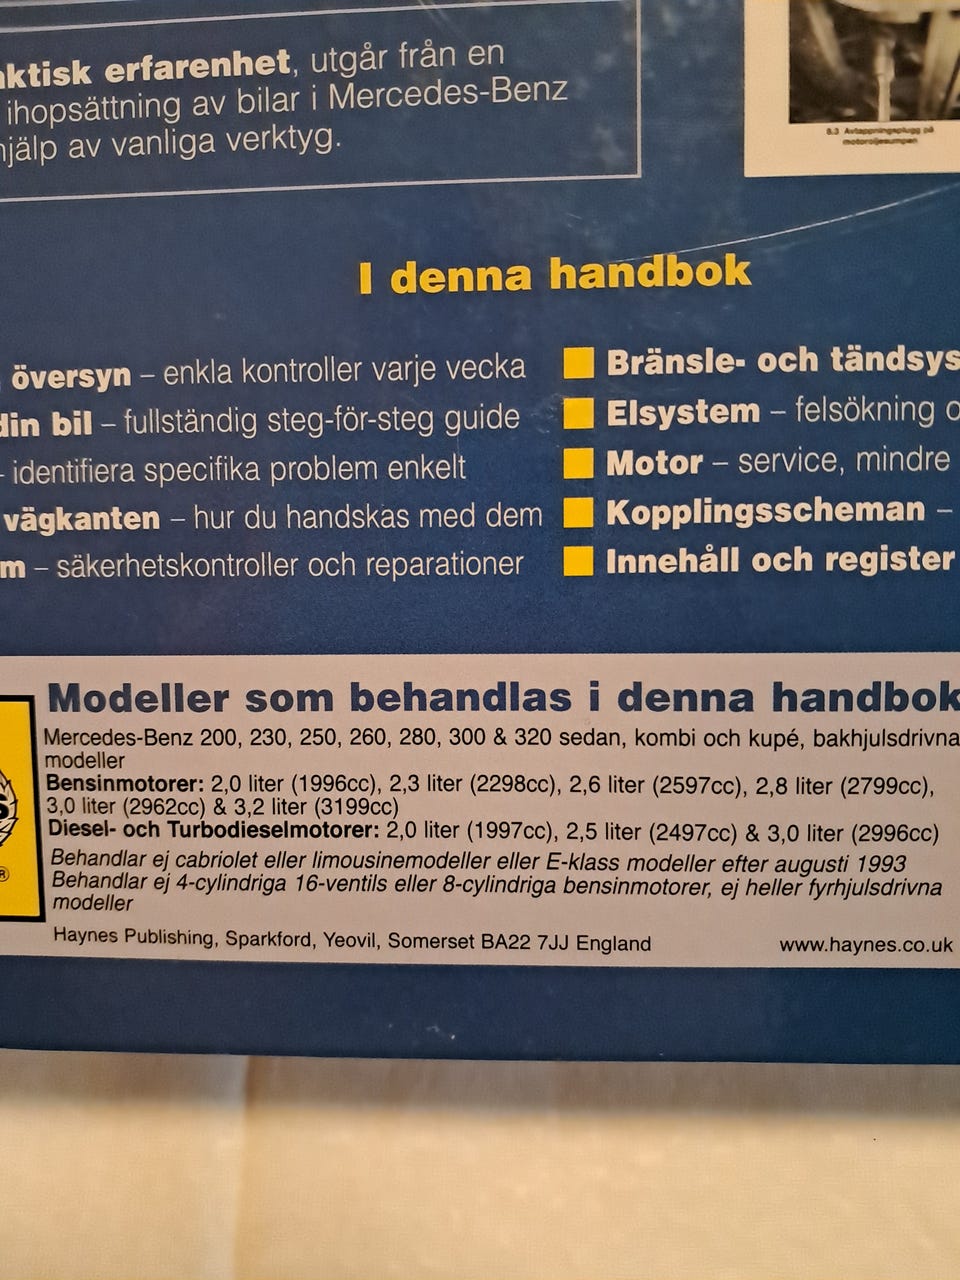 aktisk erfarenhet, utgår från en
ihopsättning av bilar i Mercedes-Benz
hjälp av vanliga verktyg.
8.3 Avtappningsplugg på
motoroljesumpen
I denna handbok
översyn – enkla kontroller varje vecka
din bil – fullständig steg-för-steg guide
– identifiera specifika problem enkelt
vägkanten – hur du handskas med dem
m – säkerhetskontroller och reparationer
Bränsle- och tändsys
Elsystem – felsökning o
Motor – service, mindre
Kopplingsscheman –
Innehåll och register
Modeller som behandlas i denna handbok
Mercedes-Benz 200, 230, 250, 260, 280, 300 & 320 sedan, kombi och kupé, bakhjulsdrivna
modeller
Bensinmotorer: 2,0 liter (1996cc), 2,3 liter (2298cc), 2,6 liter (2597cc), 2,8 liter (2799cc),
3,0 liter (2962cc) & 3,2 liter (3199cc)
Diesel- och Turbodieselmotorer: 2,0 liter (1997cc), 2,5 liter (2497cc) & 3,0 liter (2996cc)
Behandlar ej cabriolet eller limousinemodeller eller E-klass modeller efter augusti 1993
Behandlar ej 4-cylindriga 16-ventils eller 8-cylindriga bensinmotorer, ej heller fyrhjulsdrivna
modeller
Haynes Publishing, Sparkford, Yeovil, Somerset BA22 7JJ England
www.haynes.co.uk